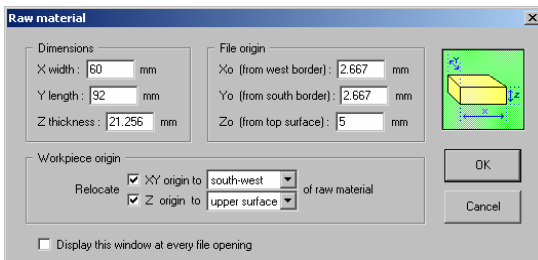 Raw material
Dimensions
X width : 60 mm
Y length : 92 mm
Z thickness : 21.256 mm
File origin
Xo (from west border) : 2.667 mm
Yo (from south border) : 2.667 mm
Zo (from top surface) : 5 mm
Y
Z
X
Workpiece origin
Relocate
XY origin to south-west
Z origin to upper surface
of raw material
OK
Cancel
Display this window at every file opening